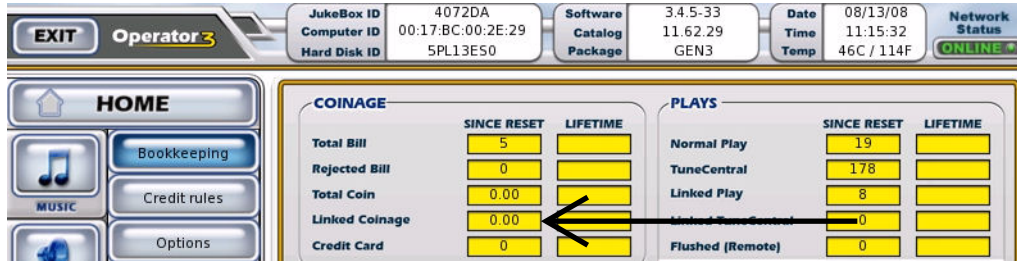 EXIT
Operator3
JukeBox ID 4072DA
Computer ID 00:17:BC:00:2E:29
Hard Disk ID 5PL13ES0
Software 3.4.5-33
Catalog 11.62.29
Package GEN3
Date 08/13/08
Time 11:15:32
Temp 46C / 114F
Network
Status
ONLINE
HOME
MUSIC
Bookkeeping
Credit rules
Options
COINAGE
SINCE RESET LIFETIME
Total Bill 5
Rejected Bill 0
Total Coin 0.00
Linked Coinage 0.00
Credit Card 0
PLAYS
SINCE RESET LIFETIME
Normal Play 19
TuneCentral 178
Linked Play 8
Linked TuneCentral 0
Flushed (Remote) 0